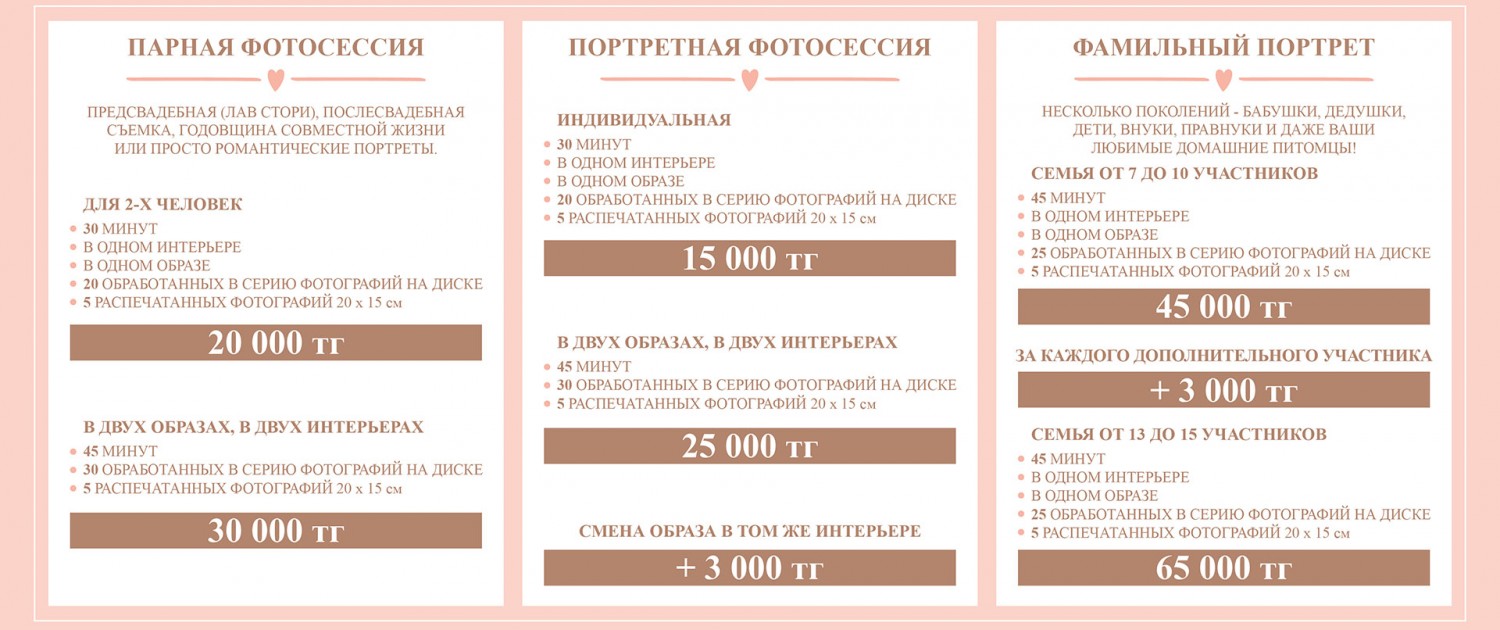 ПАРНАЯ ФОТОСЕССИЯ
ПРЕДСВАДЕБНАЯ (ЛАВ СТОРИ), ПОСЛЕСВАДЕБНАЯ
СЪЕМКА, ГОДОВЩИНА СОВМЕСТНОЙ ЖИЗНИ
ИЛИ ПРОСТО РОМАНТИЧЕСКИЕ ПОРТРЕТЫ.
ДЛЯ 2-Х ЧЕЛОВЕК
30 МИНУТ
В ОДНОМ ИНТЕРЬЕРЕ
В ОДНОМ ОБРАЗЕ
20 ОБРАБОТАННЫХ В СЕРИЮ ФОТОГРАФИЙ НА ДИСКЕ
5 РАСПЕЧАТАННЫХ ФОТОГРАФИЙ 20 х 15 см
20 000 тг
В ДВУХ ОБРАЗАХ, В ДВУХ ИНТЕРЬЕРАХ
45 МИНУТ
30 ОБРАБОТАННЫХ В СЕРИЮ ФОТОГРАФИЙ НА ДИСКЕ
5 РАСПЕЧАТАННЫХ ФОТОГРАФИЙ 20 х 15 см
30 000 тг
ПОРТРЕТНАЯ ФОТОСЕССИЯ
ИНДИВИДУАЛЬНАЯ
30 МИНУТ
В ОДНОМ ИНТЕРЬЕРЕ
В ОДНОМ ОБРАЗЕ
20 ОБРАБОТАННЫХ В СЕРИЮ ФОТОГРАФИЙ НА ДИСКЕ
5 РАСПЕЧАТАННЫХ ФОТОГРАФИЙ 20 х 15 см
15 000 тг
В ДВУХ ОБРАЗАХ, В ДВУХ ИНТЕРЬЕРАХ
45 МИНУТ
30 ОБРАБОТАННЫХ В СЕРИЮ ФОТОГРАФИЙ НА ДИСКЕ
5 РАСПЕЧАТАННЫХ ФОТОГРАФИЙ 20 х 15 см
25 000 тг
СМЕНА ОБРАЗА В ТОМ ЖЕ ИНТЕРЬЕРЕ
+ 3 000 тг
ФАМИЛЬНЫЙ ПОРТРЕТ
НЕСКОЛЬКО ПОКОЛЕНИЙ - БАБУШКИ, ДЕДУШКИ,
ДЕТИ, ВНУКИ, ПРАВНУКИ И ДАЖЕ ВАШИ
ЛЮБИМЫЕ ДОМАШНИЕ ПИТОМЦЫ!
СЕМЬЯ ОТ 7 ДО 10 УЧАСТНИКОВ
45 МИНУТ
В ОДНОМ ИНТЕРЬЕРЕ
В ОДНОМ ОБРАЗЕ
25 ОБРАБОТАННЫХ В СЕРИЮ ФОТОГРАФИЙ НА ДИСКЕ
5 РАСПЕЧАТАННЫХ ФОТОГРАФИЙ 20 х 15 см
45 000 тг
ЗА КАЖДОГО ДОПОЛНИТЕЛЬНОГО УЧАСТНИКА
+ 3 000 тг
СЕМЬЯ ОТ 13 ДО 15 УЧАСТНИКОВ
45 МИНУТ
В ОДНОМ ИНТЕРЬЕРЕ
В ОДНОМ ОБРАЗЕ
25 ОБРАБОТАННЫХ В СЕРИЮ ФОТОГРАФИЙ НА ДИСКЕ
5 РАСПЕЧАТАННЫХ ФОТОГРАФИЙ 20 х 15 см
65 000 тг